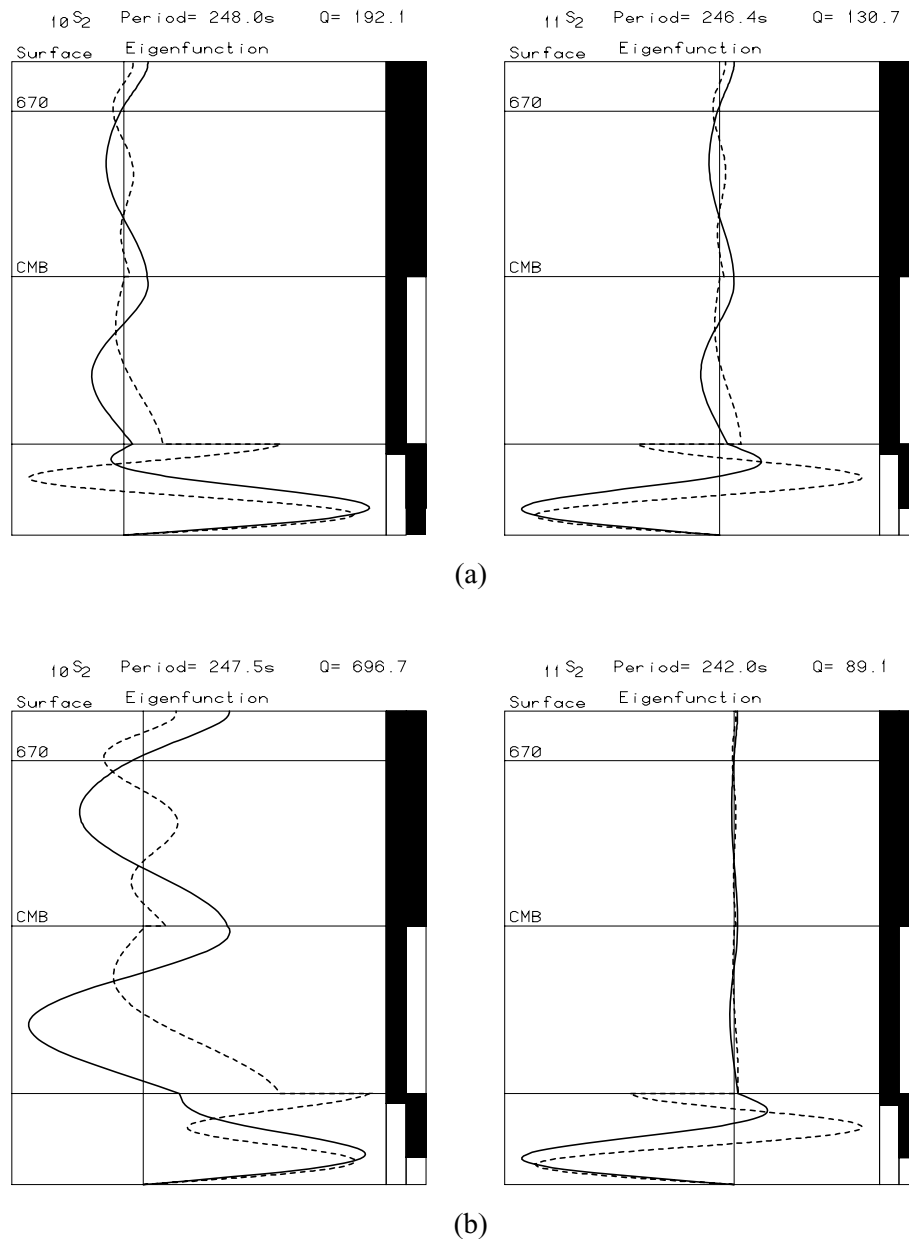 10S2 Period= 248.0s Q= 192.1
Surface Eigenfunction
670
CMB
11S2 Period= 246.4s Q= 130.7
Surface Eigenfunction
670
CMB
(a)
10S2 Period= 247.5s Q= 696.7
Surface Eigenfunction
670
CMB
11S2 Period= 242.0s Q= 89.1
Surface Eigenfunction
670
CMB
(b)